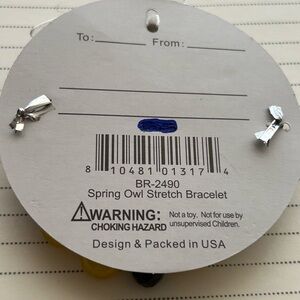 To: From:
8 10481 01317 4
BR-2490
Spring Owl Stretch Bracelet
WARNING: Not a toy. Not for use by
CHOKING HAZARD unsupervised Children.
Design & Packed in USA